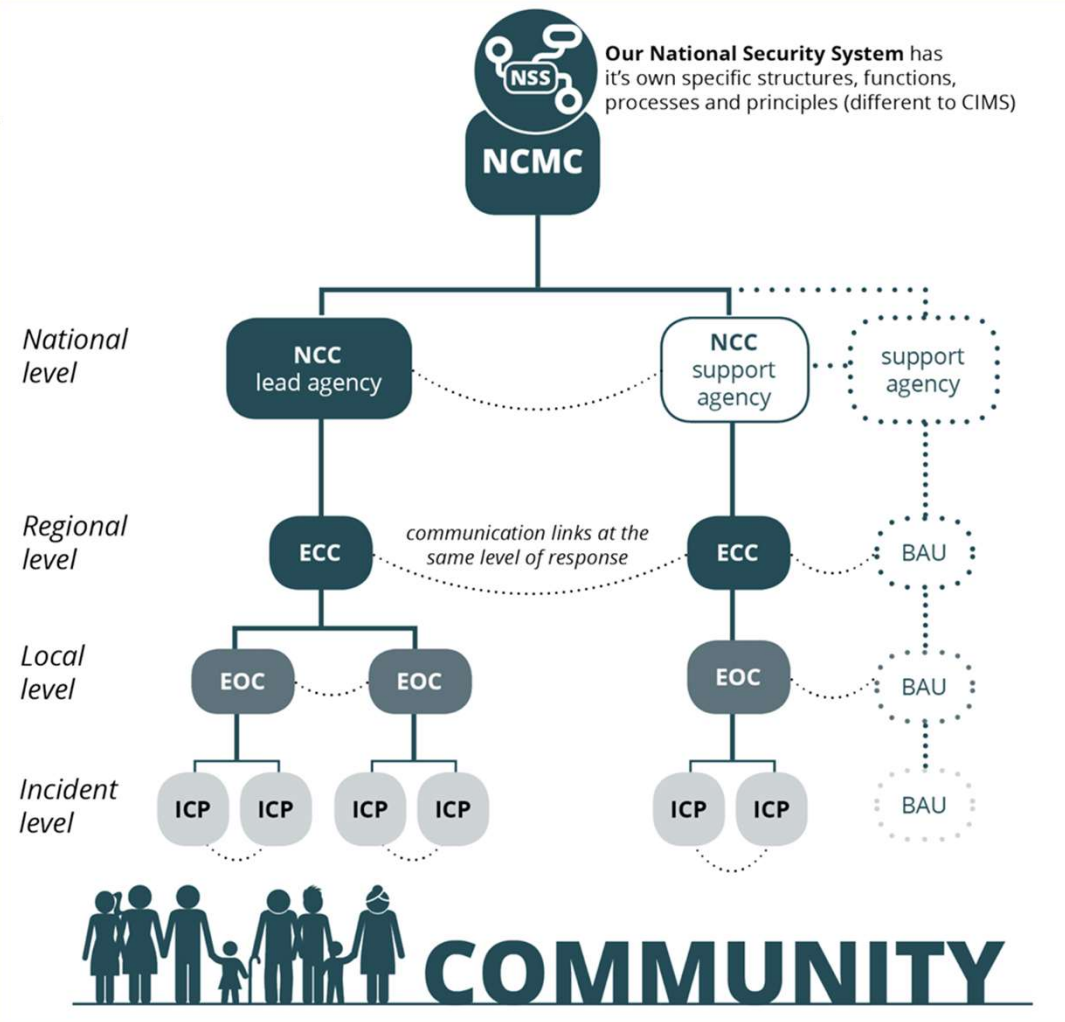 NSS
Our National Security System has
it's own specific structures, functions,
processes and principles (different to CIMS)
NCMC
National
level
NCC
lead agency
NCC
support
agency
support
agency
Regional
level
ECC
communication links at the
same level of response
ECC
BAU
Local
level
EOC
EOC
EOC
BAU
Incident
level
ICP
ICP
ICP
ICP
ICP
ICP
BAU
COMMUNITY